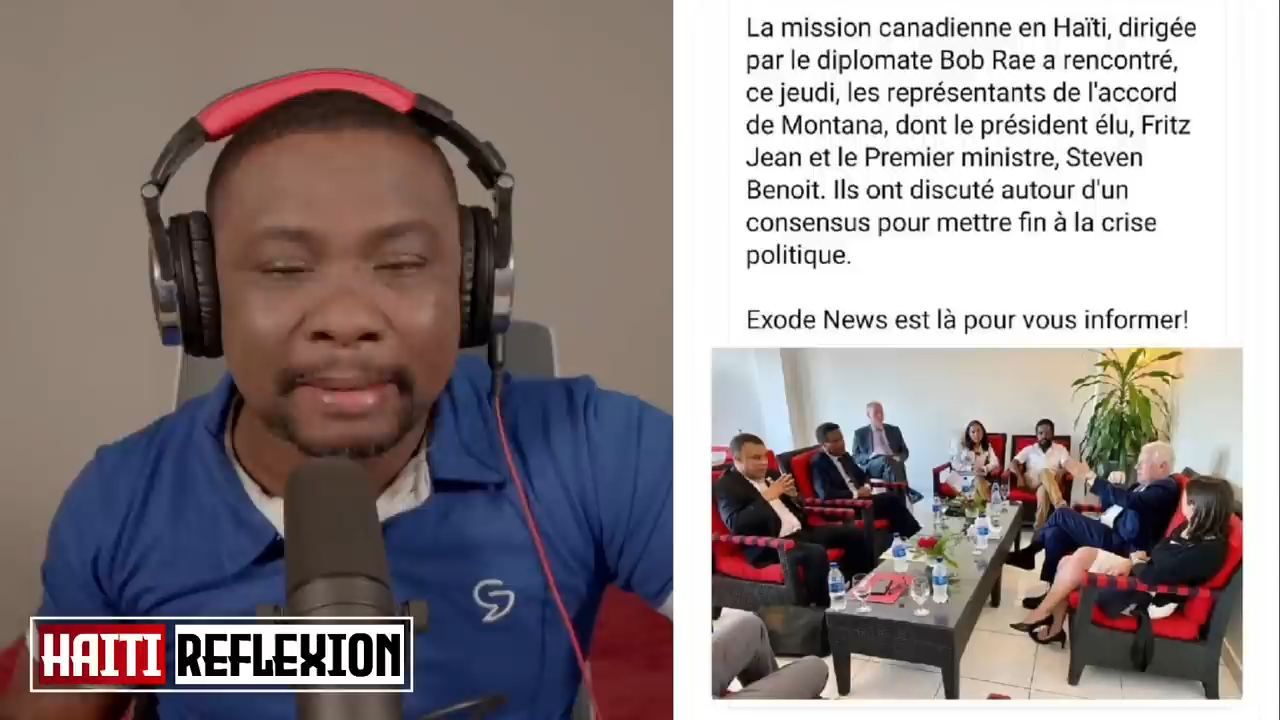 La mission canadienne en Haïti, dirigée
par le diplomate Bob Rae a rencontré,
ce jeudi, les représentants de l'accord
de Montana, dont le président élu, Fritz
Jean et le Premier ministre, Steven
Benoit. Ils ont discuté autour d'un
consensus pour mettre fin à la crise
politique.
Exode News est là pour vous informer!
HAITI REFLEXION